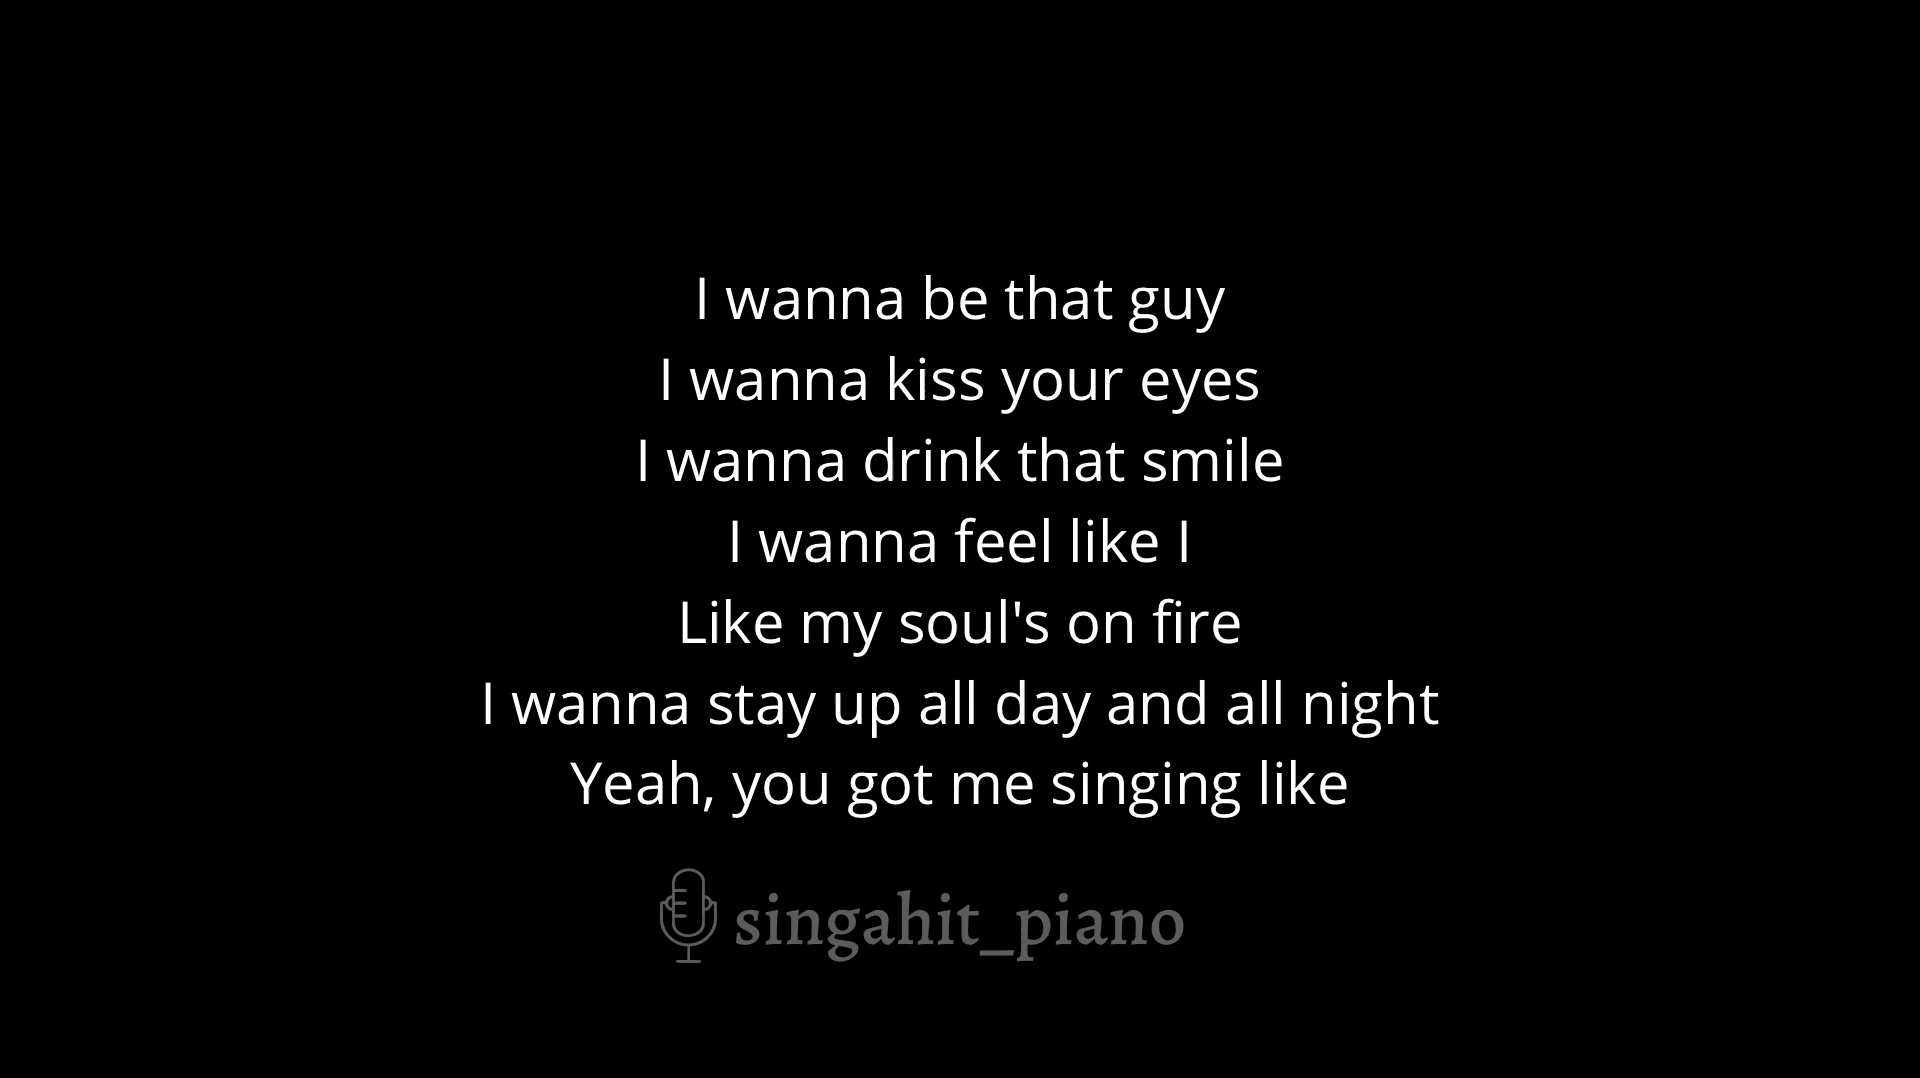 I wanna be that guy
I wanna kiss your eyes
I wanna drink that smile
I wanna feel like I
Like my soul's on fire
I wanna stay up all day and all night
Yeah, you got me singing like
singahit_piano